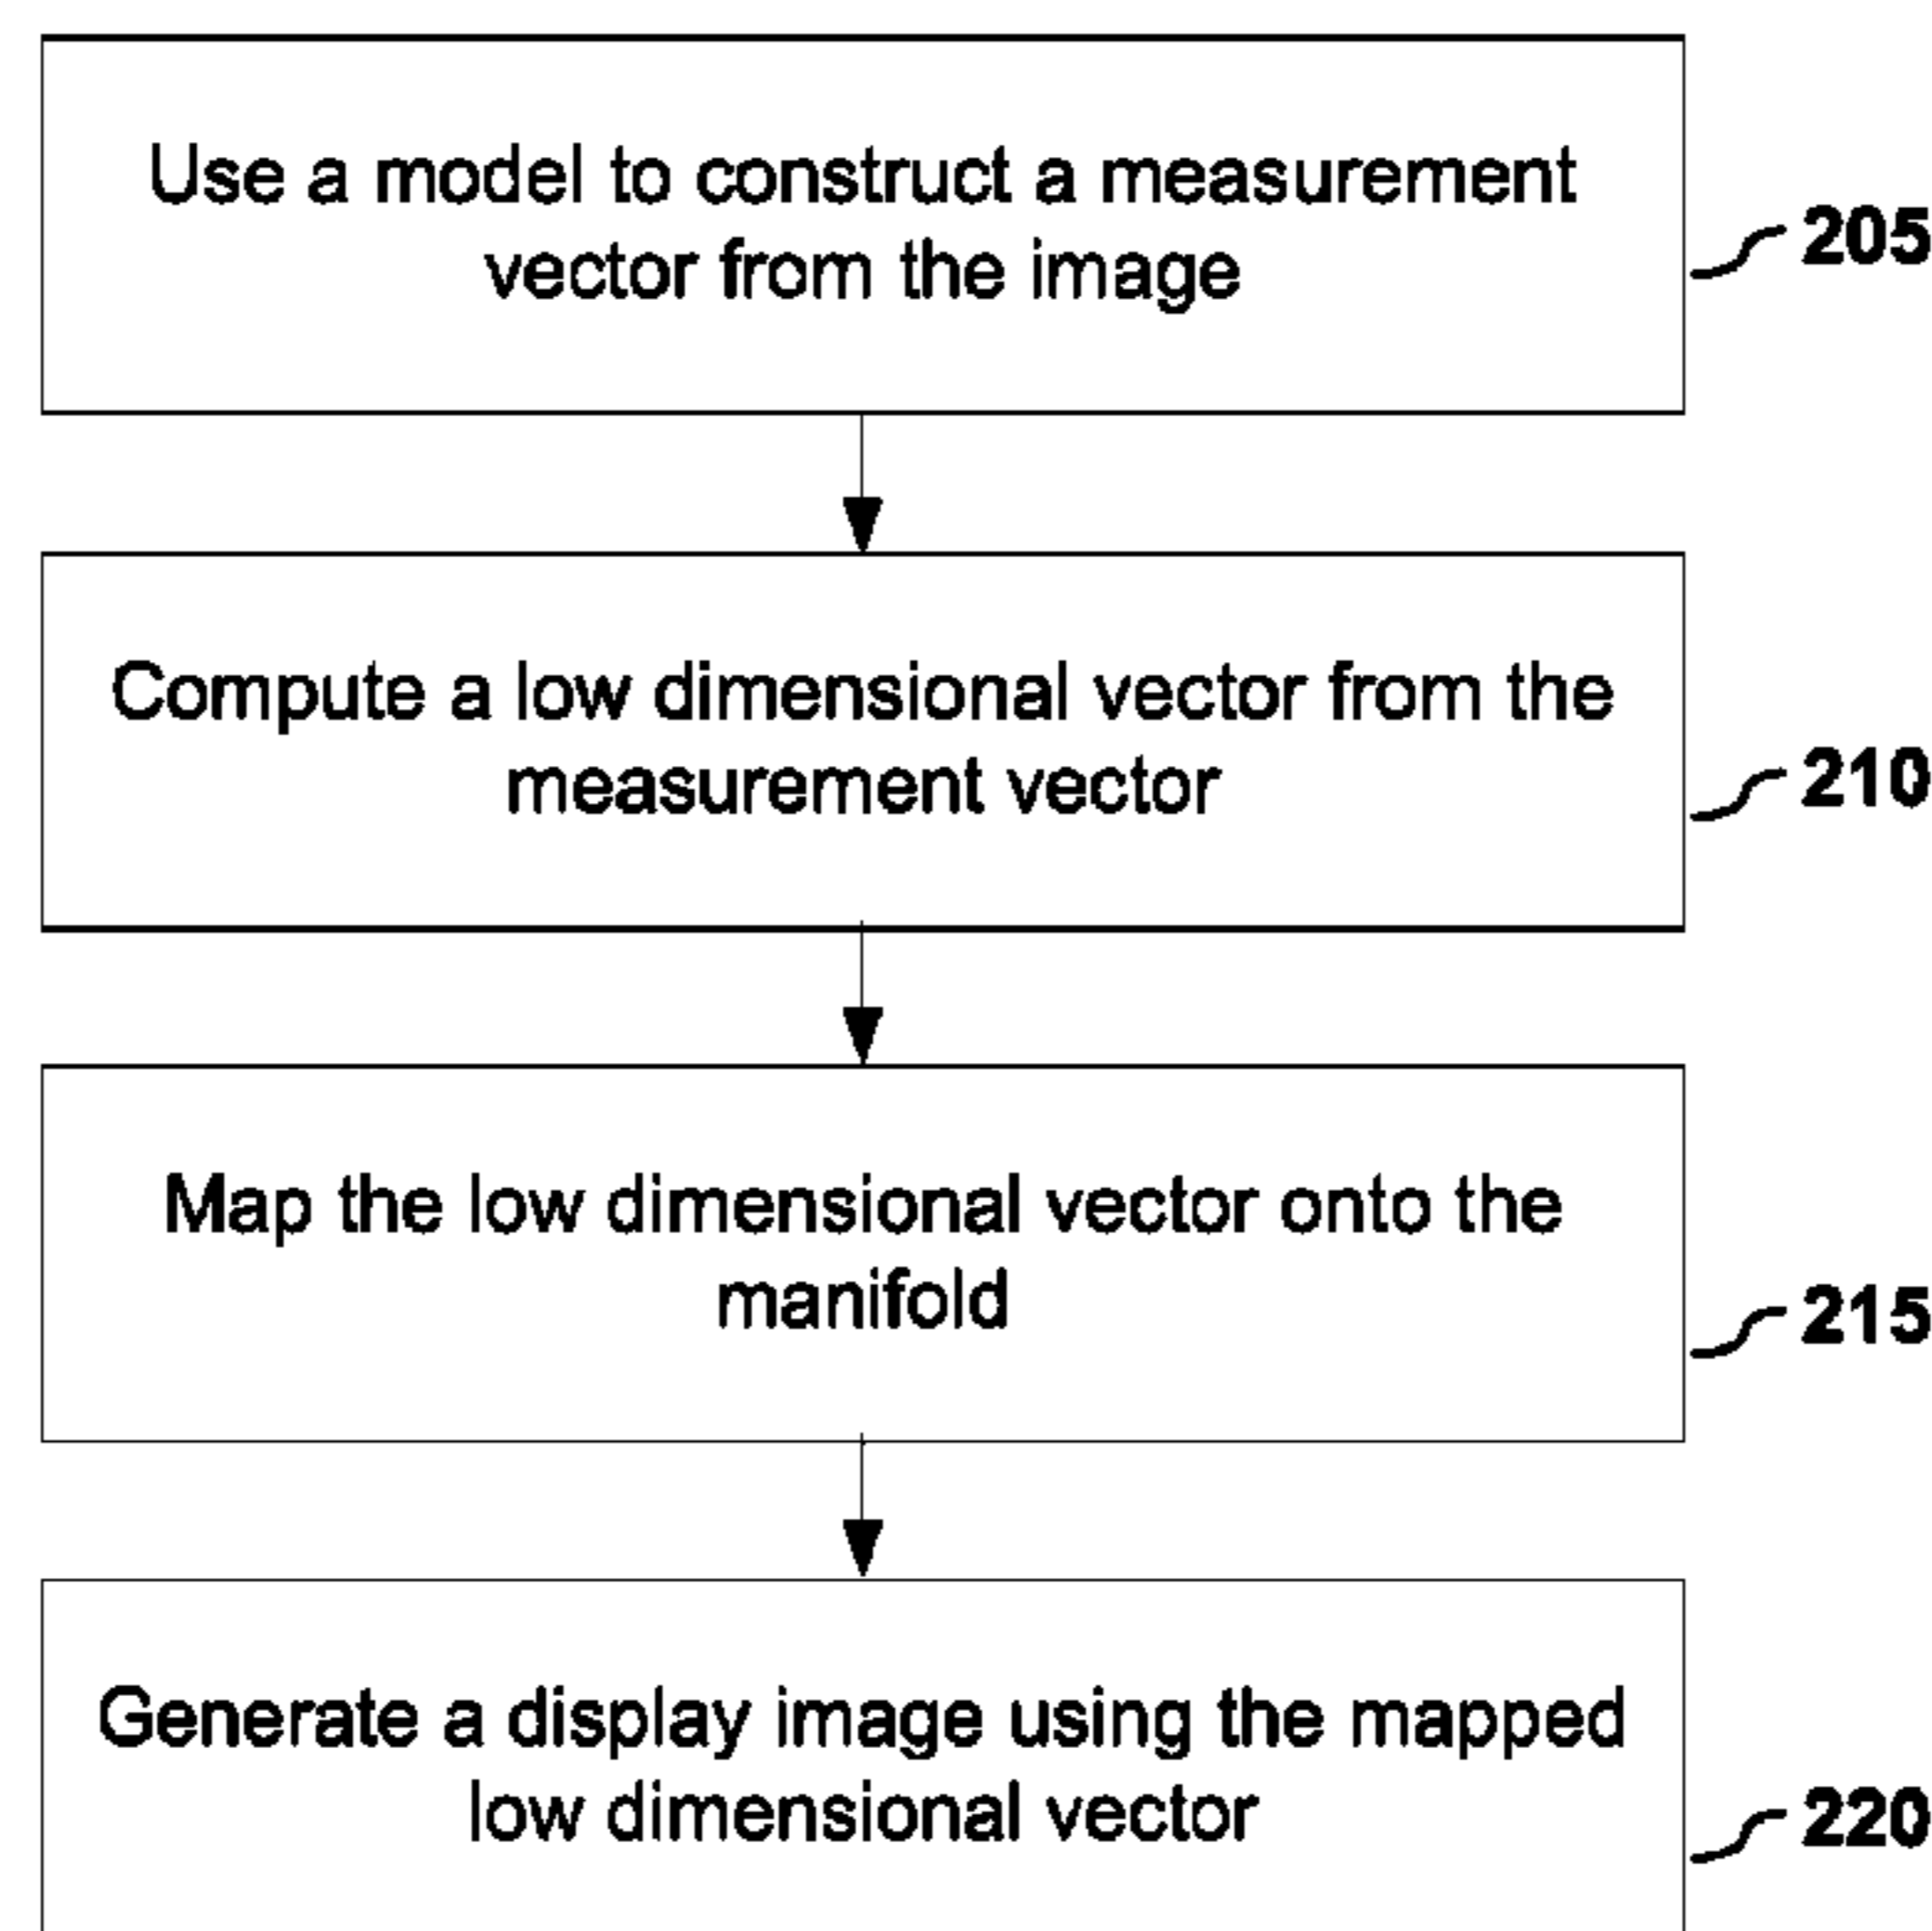 Use a model to construct a measurement
vector from the image
205
Compute a low dimensional vector from the
measurement vector
210
Map the low dimensional vector onto the
manifold
215
Generate a display image using the mapped
low dimensional vector
220